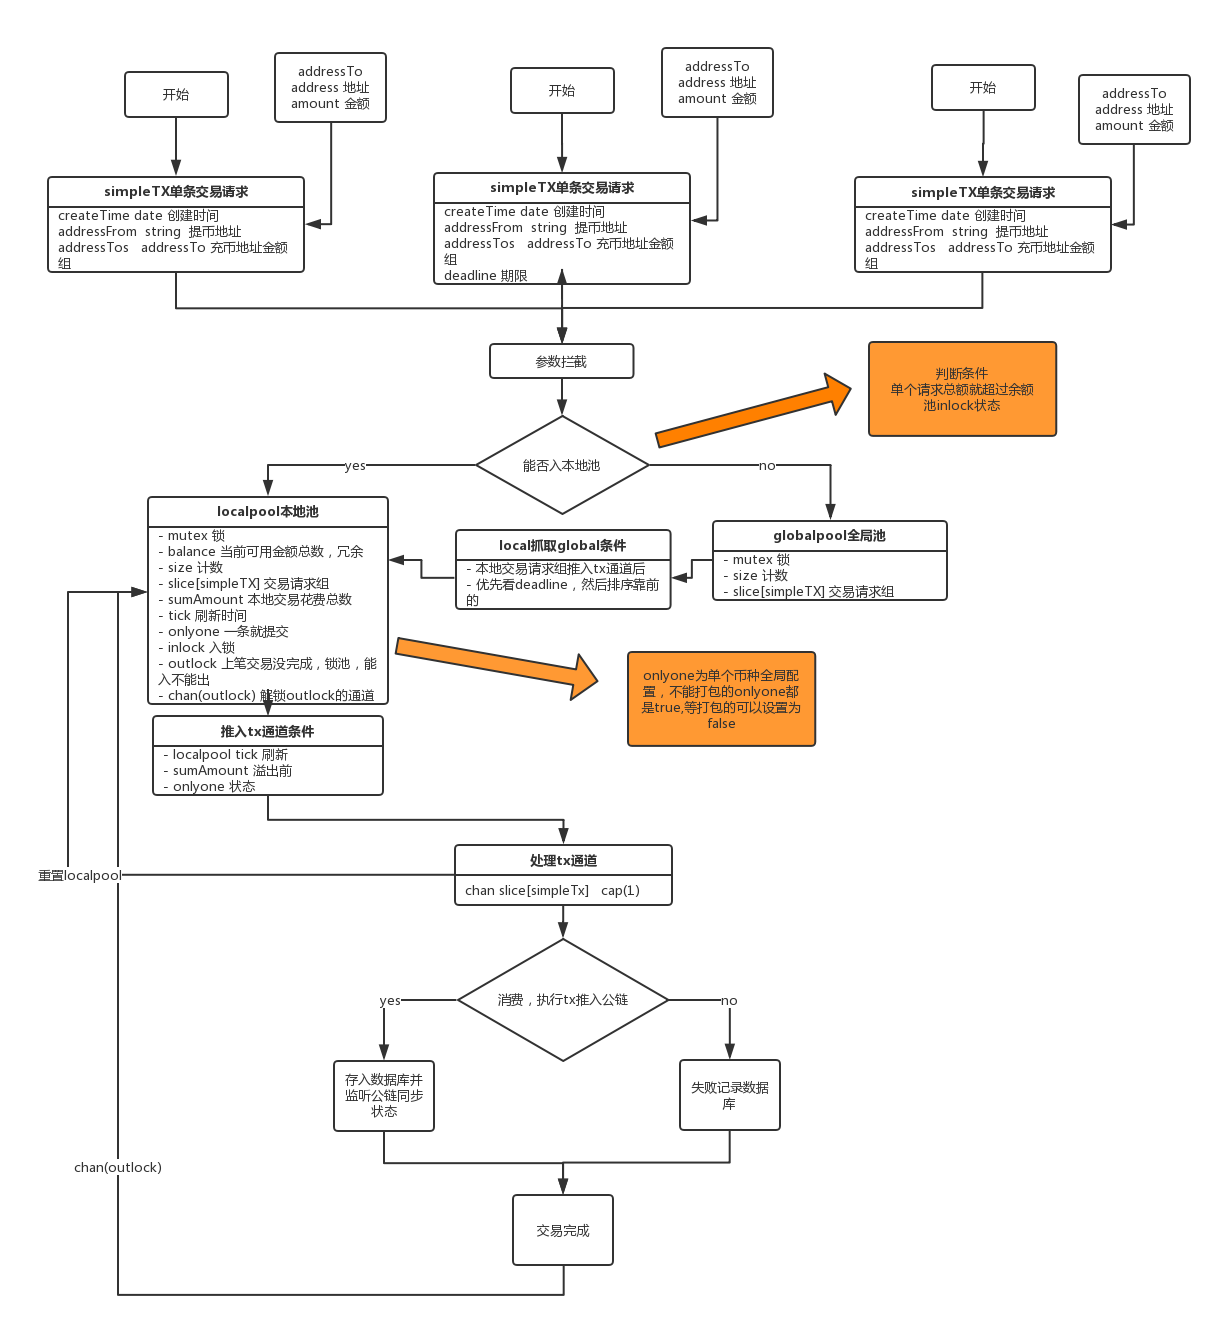 开始
addressTo
address 地址
amount 金额
simpleTX单条交易请求
createTime date 创建时间
addressFrom  string  提币地址
addressTos   addressTo 充币地址金额
组
开始
addressTo
address 地址
amount 金额
simpleTX单条交易请求
createTime date 创建时间
addressFrom  string  提币地址
addressTos   addressTo 充币地址金额
组
deadline 期限
开始
addressTo
address 地址
amount 金额
simpleTX单条交易请求
createTime date 创建时间
addressFrom  string  提币地址
addressTos   addressTo 充币地址金额
组
参数拦截
判断条件
单个请求总额就超过余额
池inlock状态
能否入本地池
yes
no
localpool本地池
- mutex 锁
- balance 当前可用金额总数，冗余
- size 计数
- slice[simpleTX] 交易请求组
- sumAmount 本地交易花费总数
- tick 刷新时间
- onlyone 一条就提交
- inlock 入锁
- outlock 上笔交易没完成，锁池，能
入不能出
- chan(outlock) 解锁outlock的通道
local抓取global条件
- 本地交易请求组推入tx通道后
- 优先看deadline，然后排序靠前
的
globalpool全局池
- mutex 锁
- size 计数
- slice[simpleTX] 交易请求组
onlyone为单个币种全局配
置，不能打包的onlyone都
是true,等打包的可以设置为
false
推入tx通道条件
- localpool tick 刷新
- sumAmount 溢出前
- onlyone 状态
处理tx通道
chan slice[simpleTx]   cap(1)
重置localpool
消费，执行tx推入公链
yes
no
存入数据库并
监听公链同步
状态
失败记录数据
库
chan(outlock)
交易完成